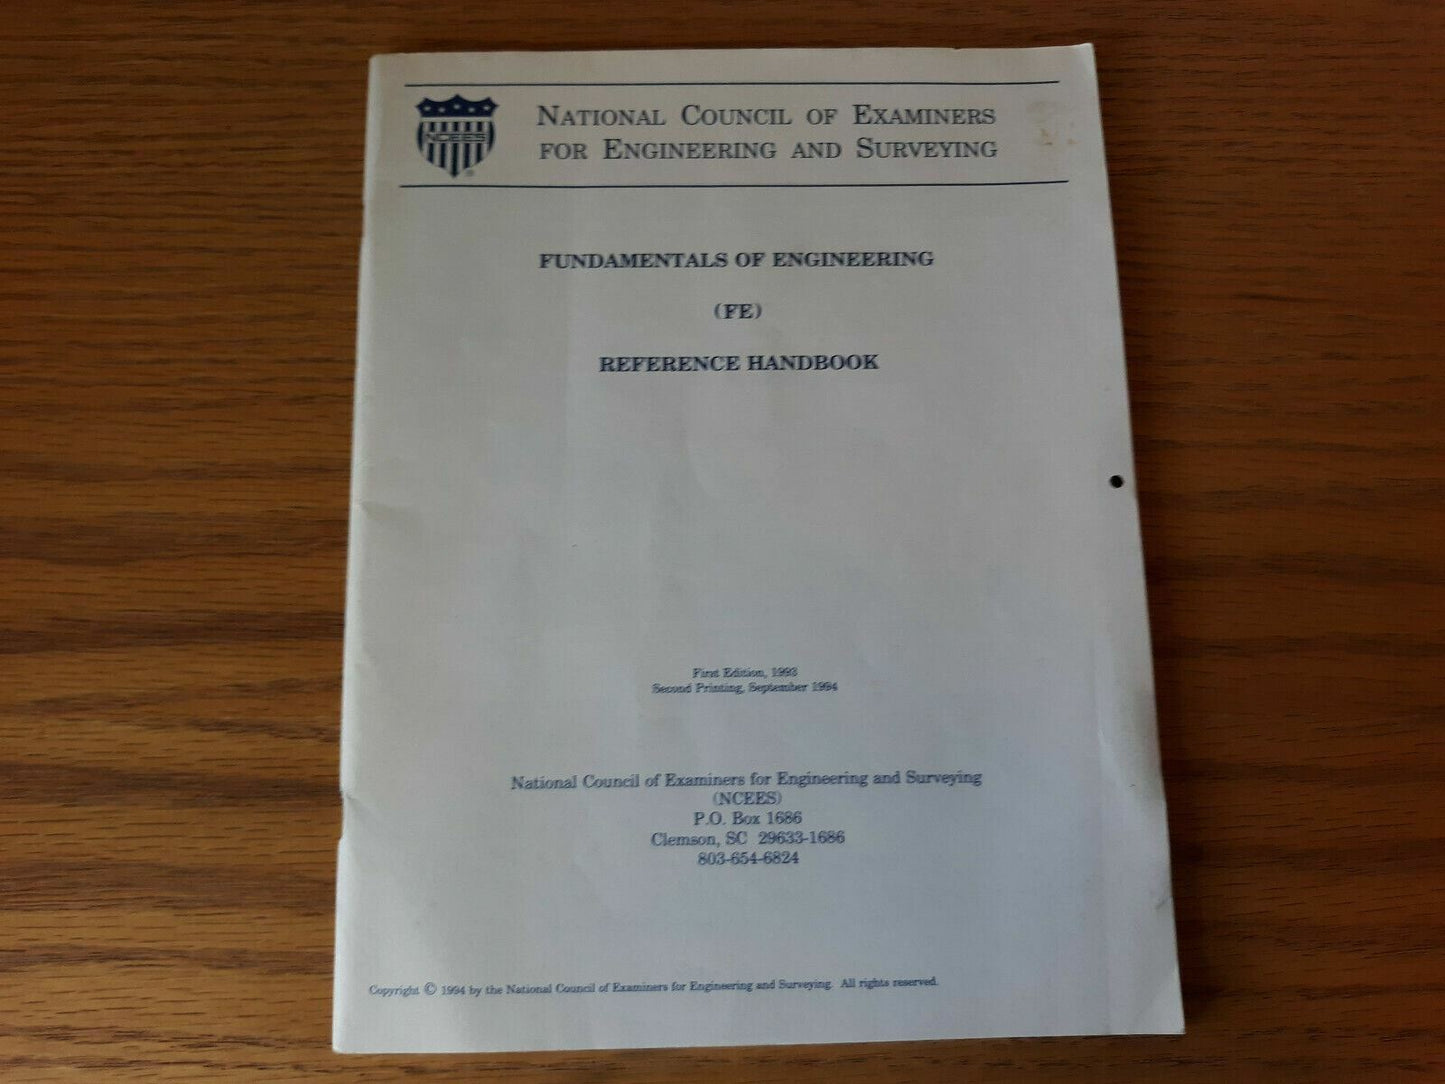 NCEES
®
NATIONAL COUNCIL OF EXAMINERS
FOR ENGINEERING AND SURVEYING
FUNDAMENTALS OF ENGINEERING
(FE)
REFERENCE HANDBOOK
First Edition, 1993
Second Printing, September 1994
National Council of Examiners for Engineering and Surveying
(NCEES)
P.O. Box 1686
Clemson, SC 29633-1686
803-654-6824
Copyright © 1994 by the National Council of Examiners for Engineering and Surveying. All rights reserved.